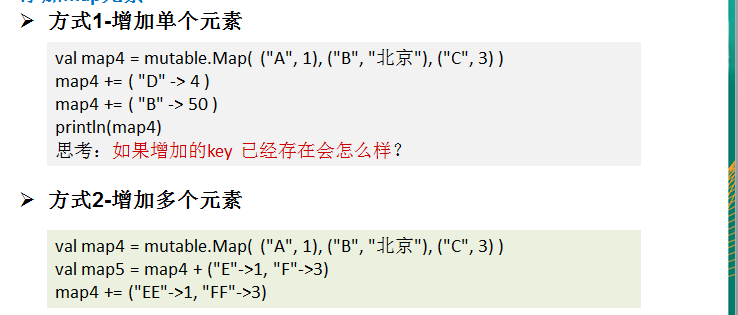 ➢ 方式1-增加单个元素
val map4 = mutable.Map( ("A", 1), ("B", "北京"), ("C", 3) )
map4 += ( "D" -> 4 )
map4 += ( "B" -> 50 )
println(map4)
思考：如果增加的key 已经存在会怎么样？
➢ 方式2-增加多个元素
val map4 = mutable.Map( ("A", 1), ("B", "北京"), ("C", 3) )
val map5 = map4 + ("E"->1, "F"->3)
map4 += ("EE"->1, "FF"->3)